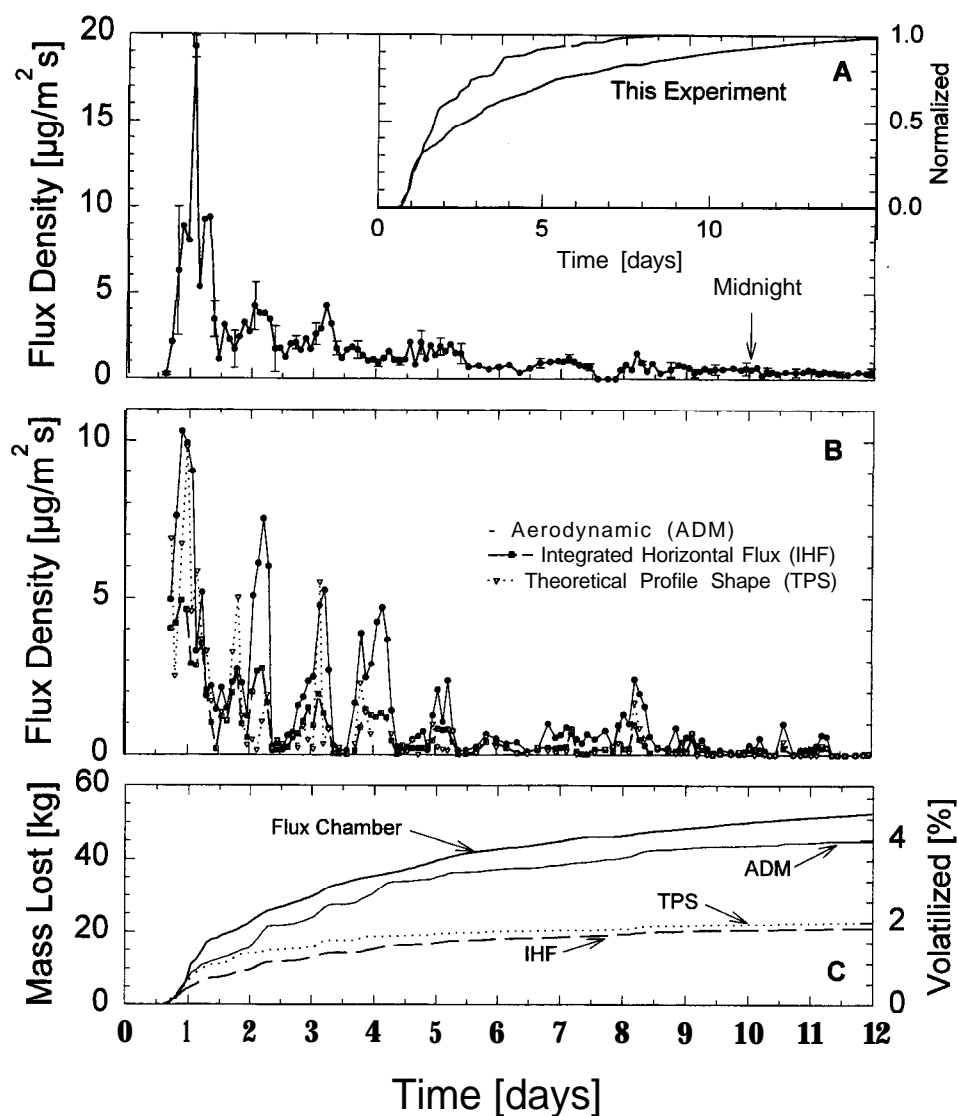 20
15
10
5
0
Flux Density [µg/m² s]
A
This Experiment
1.0
0.5
0.0
Normalized
0 5 10
Time [days]
Midnight
10
5
0
Flux Density [µg/m² s]
B
- Aerodynamic (ADM)
Integrated Horizontal Flux (IHF)
Theoretical Profile Shape (TPS)
60
40
20
0
Mass Lost [kg]
Flux Chamber
ADM
TPS
IHF
C
4
2
0
Volatilized [%]
0 1 2 3 4 5 6 7 8 9 10 11 12
Time [days]